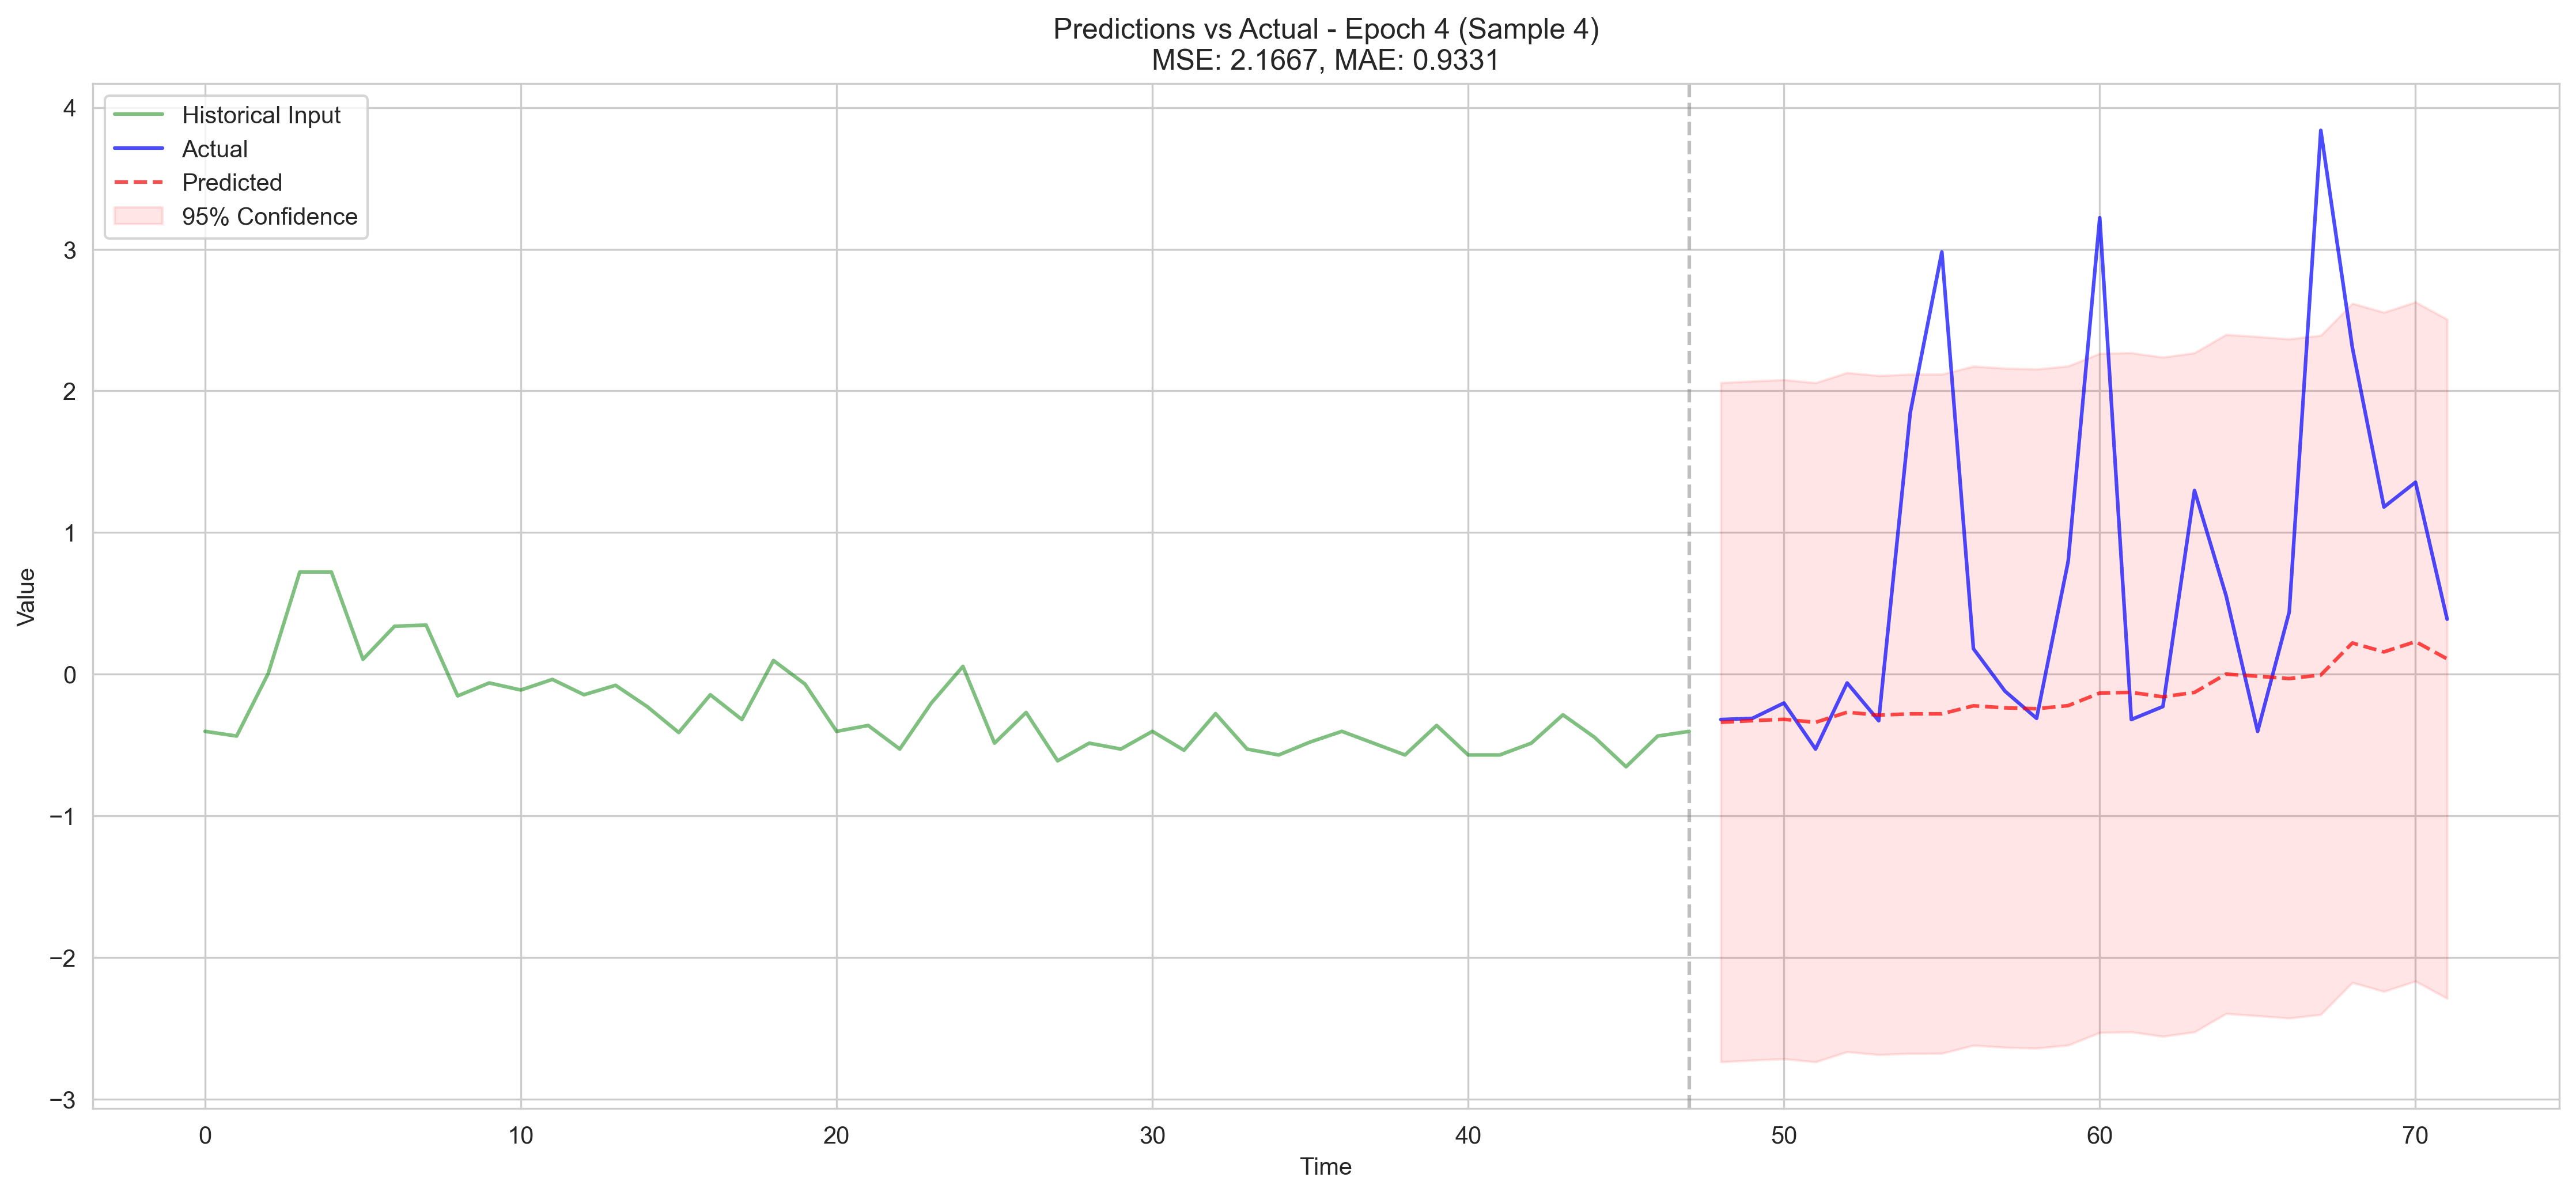 Predictions vs Actual - Epoch 4 (Sample 4)
MSE: 2.1667, MAE: 0.9331
Historical Input
Actual
Predicted
95% Confidence
Value
4
3
2
1
0
−1
−2
−3
0 10 20 30 40 50 60 70
Time